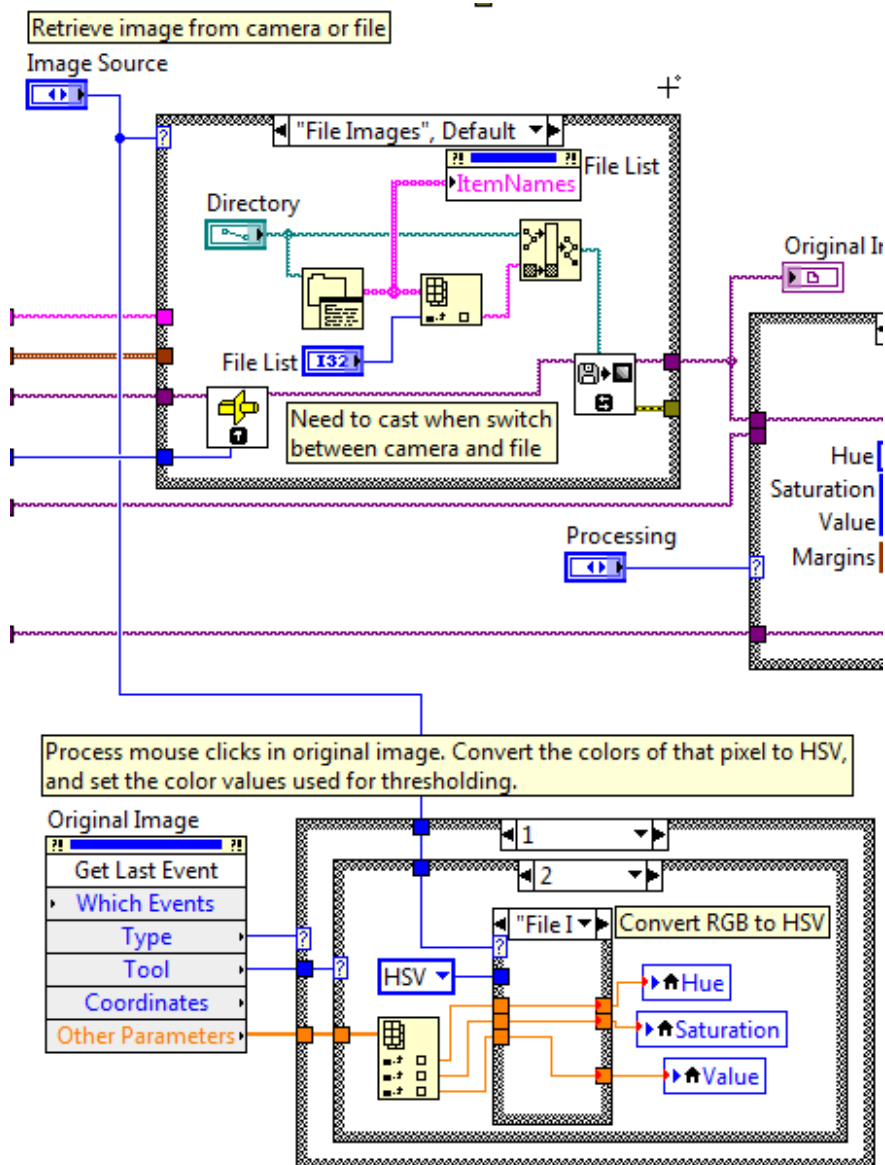 Retrieve image from camera or file
Image Source
"File Images", Default
ItemNames
File List
Directory
Original Ir
File List
I32
Need to cast when switch
between camera and file
Hue
Saturation
Value
Margins
Processing
Process mouse clicks in original image. Convert the colors of that pixel to HSV,
and set the color values used for thresholding.
Original Image
Get Last Event
Which Events
Type
Tool
Coordinates
Other Parameters
1
2
"File I
Convert RGB to HSV
HSV
Hue
Saturation
Value